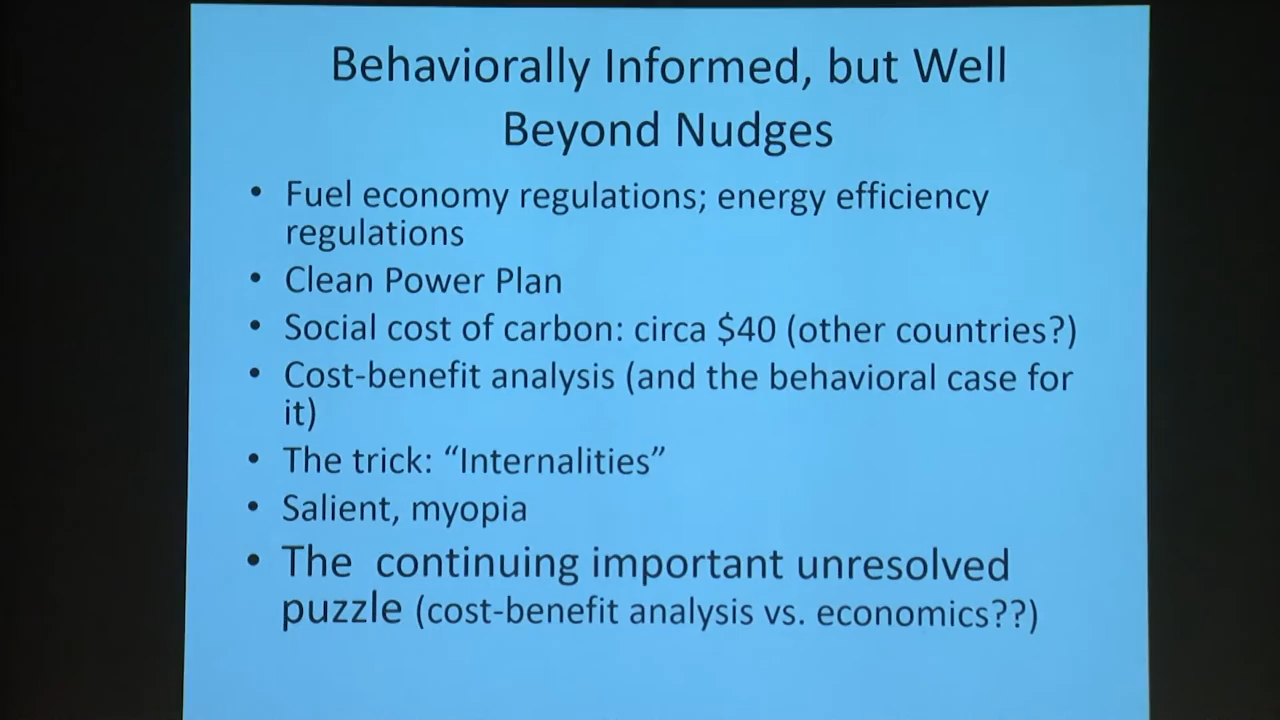 Behaviorally Informed, but Well
Beyond Nudges
• Fuel economy regulations; energy efficiency
regulations
• Clean Power Plan
• Social cost of carbon: circa $40 (other countries?)
• Cost-benefit analysis (and the behavioral case for
it)
• The trick: “Internalities”
• Salient, myopia
• The  continuing important unresolved
puzzle (cost-benefit analysis vs. economics??)